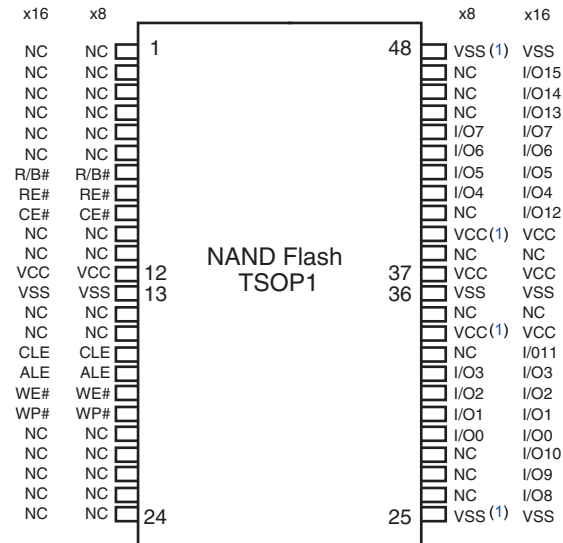 x16 x8 x8 x16
NC NC 1 48 VSS (1) VSS
NC NC NC I/O15
NC NC NC I/O14
NC NC NC I/O13
NC NC I/O7 I/O7
NC NC I/O6 I/O6
R/B# R/B# I/O5 I/O5
RE# RE# I/O4 I/O4
CE# CE# NC I/O12
NC NC VCC(1) VCC
NC NC NAND Flash NC NC
VCC VCC 12 TSOP1 37 VCC VCC
VSS VSS 13 36 VSS VSS
NC NC NC NC
NC NC VCC(1) VCC
CLE CLE NC I/011
ALE ALE I/O3 I/O3
WE# WE# I/O2 I/O2
WP# WP# I/O1 I/O1
NC NC I/O0 I/O0
NC NC NC I/O10
NC NC NC I/O9
NC NC NC I/O8
NC NC 24 25 VSS (1) VSS